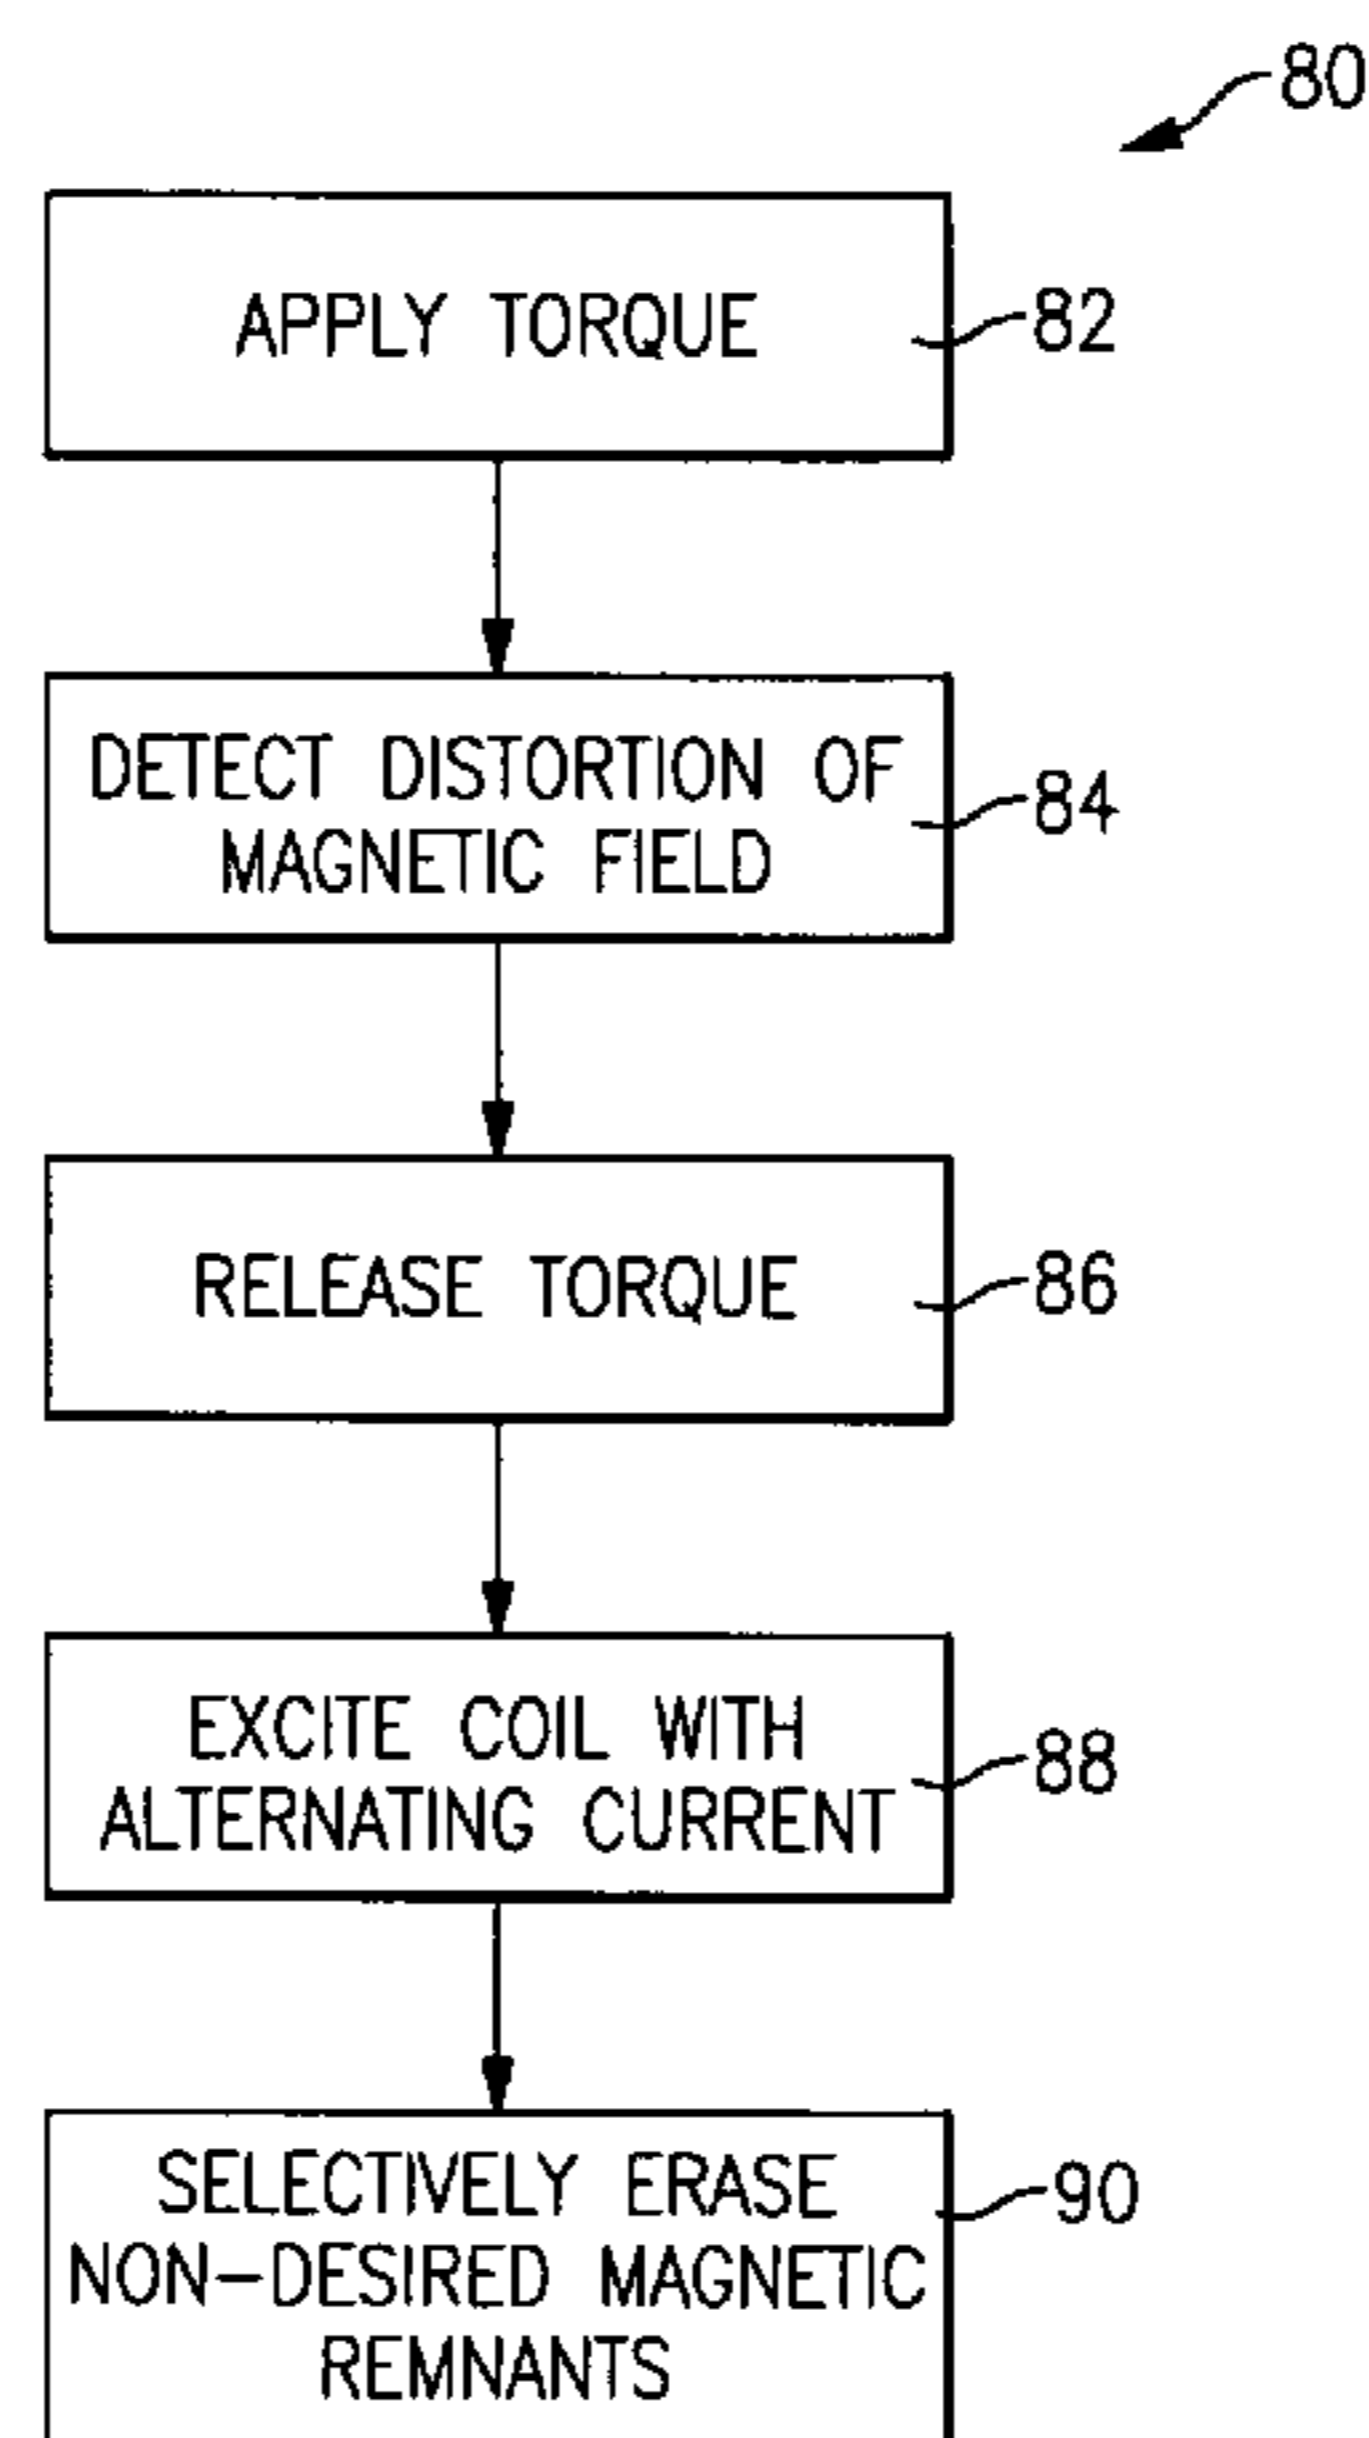 80
APPLY TORQUE
82
DETECT DISTORTION OF
MAGNETIC FIELD
84
RELEASE TORQUE
86
EXCITE COIL WITH
ALTERNATING CURRENT
88
SELECTIVELY ERASE
NON-DESIRED MAGNETIC
REMNANTS
90